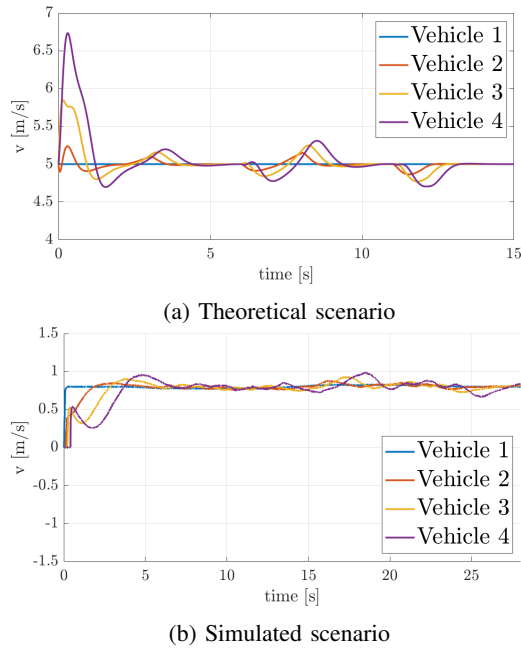 7
6.5
6
5.5
5
4.5
4
v [m/s]
Vehicle 1
Vehicle 2
Vehicle 3
Vehicle 4
0 5 10 15
time [s]
(a) Theoretical scenario
1.5
1
0.5
0
-0.5
-1
-1.5
v [m/s]
Vehicle 1
Vehicle 2
Vehicle 3
Vehicle 4
0 5 10 15 20 25
time [s]
(b) Simulated scenario